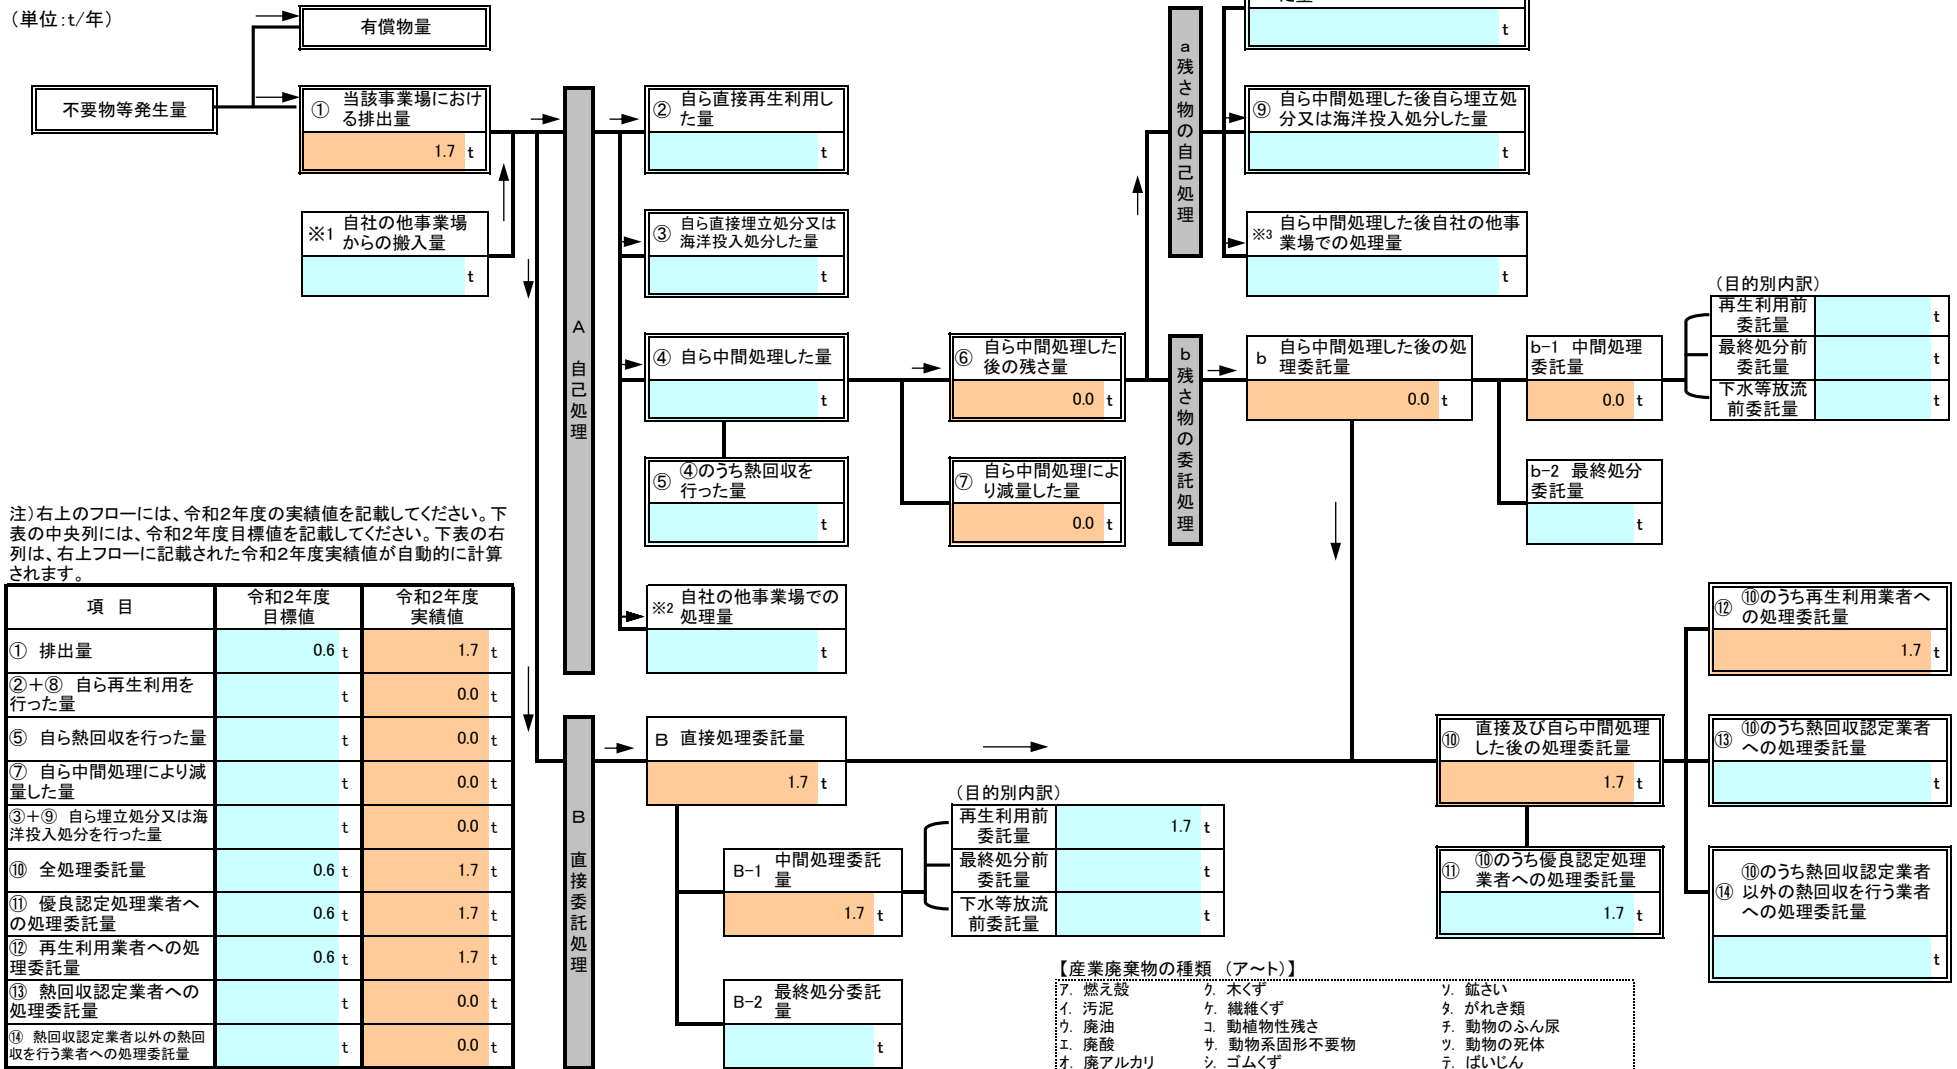 (単位:t/年)
有償物量
不要物等発生量
① 当該事業場におけ
る排出量
1.7 t
※1 自社の他事業場
からの搬入量
t
A 自己処理
② 自ら直接再生利用し
た量
t
③ 自ら直接埋立処分又は
海洋投入処分した量
t
④ 自ら中間処理した量
t
⑤ ④のうち熱回収を
行った量
t
※2 自社の他事業場での
処理量
t
⑥ 自ら中間処理した
後の残さ量
0.0 t
⑦ 自ら中間処理によ
り減量した量
0.0 t
a 残さ物の自己処理
t
⑨ 自ら中間処理した後自ら埋立処
分又は海洋投入処分した量
t
※3 自ら中間処理した後自社の他事
業場での処理量
t
b 残さ物の委託処理
b 自ら中間処理した後の処
理委託量
0.0 t
b-1 中間処理
委託量
0.0 t
b-2 最終処分
委託量
t
(目的別内訳)
再生利用前
委託量
t
最終処分前
委託量
t
下水等放流
前委託量
t
注)右上のフローには、令和2年度の実績値を記載してください。下
表の中央列には、令和2年度目標値を記載してください。下表の右
列は、右上フローに記載された令和2年度実績値が自動的に計算
されます。
項 目 令和2年度 目標値 令和2年度 実績値
① 排出量 0.6 t 1.7 t
②+⑧ 自ら再生利用を
行った量 t 0.0 t
⑤ 自ら熱回収を行った量 t 0.0 t
⑦ 自ら中間処理により減
量した量 t 0.0 t
③+⑨ 自ら埋立処分又は海
洋投入処分を行った量 t 0.0 t
⑩ 全処理委託量 0.6 t 1.7 t
⑪ 優良認定処理業者へ
の処理委託量 0.6 t 1.7 t
⑫ 再生利用業者への処
理委託量 0.6 t 1.7 t
⑬ 熱回収認定業者への
処理委託量 t 0.0 t
⑭ 熱回収認定業者以外の熱回
収を行う業者への処理委託量 t 0.0 t
B 直接委託処理
B 直接処理委託量
1.7 t
B-1 中間処理委託
量
1.7 t
B-2 最終処分委託
量
t
(目的別内訳)
再生利用前
委託量
1.7 t
最終処分前
委託量
t
下水等放流
前委託量
t
⑩ 直接及び自ら中間処理
した後の処理委託量
1.7 t
⑪ ⑩のうち優良認定処理
業者への処理委託量
1.7 t
⑫ ⑩のうち再生利用業者へ
の処理委託量
1.7 t
⑬ ⑩のうち熱回収認定業者
への処理委託量
t
⑭ ⑩のうち熱回収認定業者
以外の熱回収を行う業者
への処理委託量
t
【産業廃棄物の種類 (ア~ト)】
ア. 燃え殻 ク. 木くず ソ. 鉱さい
イ. 汚泥 ケ. 繊維くず タ. がれき類
ウ. 廃油 コ. 動植物性残さ チ. 動物のふん尿
エ. 廃酸 サ. 動物系固形不要物 ツ. 動物の死体
オ. 廃アルカリ シ. ゴムくず テ. ばいじん